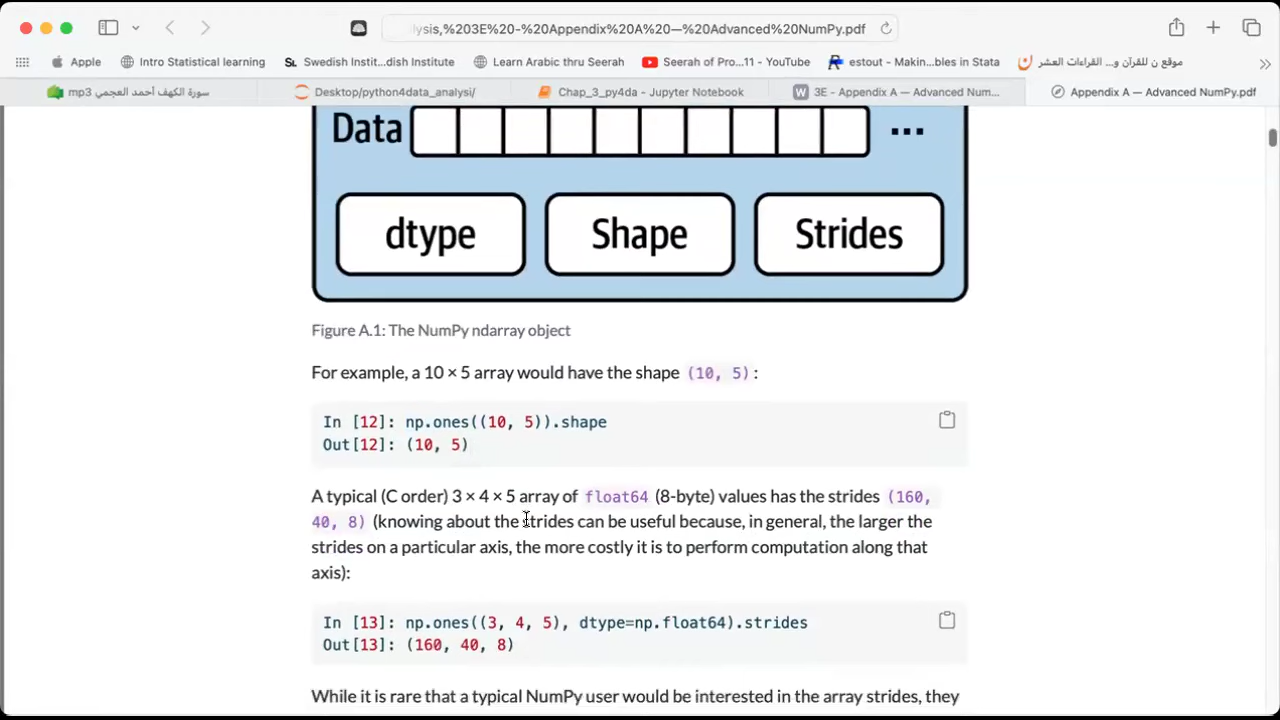 lysis,%203E%20-%20Appendix%20A%20—%20Advanced%20NumPy.pdf
Apple
Intro Statistical learning
Swedish Instit...dish Institute
Learn Arabic thru Seerah
Seerah of Pro...11 - YouTube
estout - Makin...bles in Stata
موقع ن للقرآن و... القراءات العشر
سورة الكهف أحمد العجمي mp3
Desktop/python4data_analysi/
Chap_3_py4da - Jupyter Notebook
3E - Appendix A — Advanced Num...
Appendix A — Advanced NumPy.pdf
Data ...
dtype Shape Strides
Figure A.1: The NumPy ndarray object
For example, a 10 × 5 array would have the shape (10, 5) :
In [12]: np.ones((10, 5)).shape
Out[12]: (10, 5)
A typical (C order) 3 × 4 × 5 array of float64 (8-byte) values has the strides (160,
40, 8) (knowing about the strides can be useful because, in general, the larger the
strides on a particular axis, the more costly it is to perform computation along that
axis):
In [13]: np.ones((3, 4, 5), dtype=np.float64).strides
Out[13]: (160, 40, 8)
While it is rare that a typical NumPy user would be interested in the array strides, they